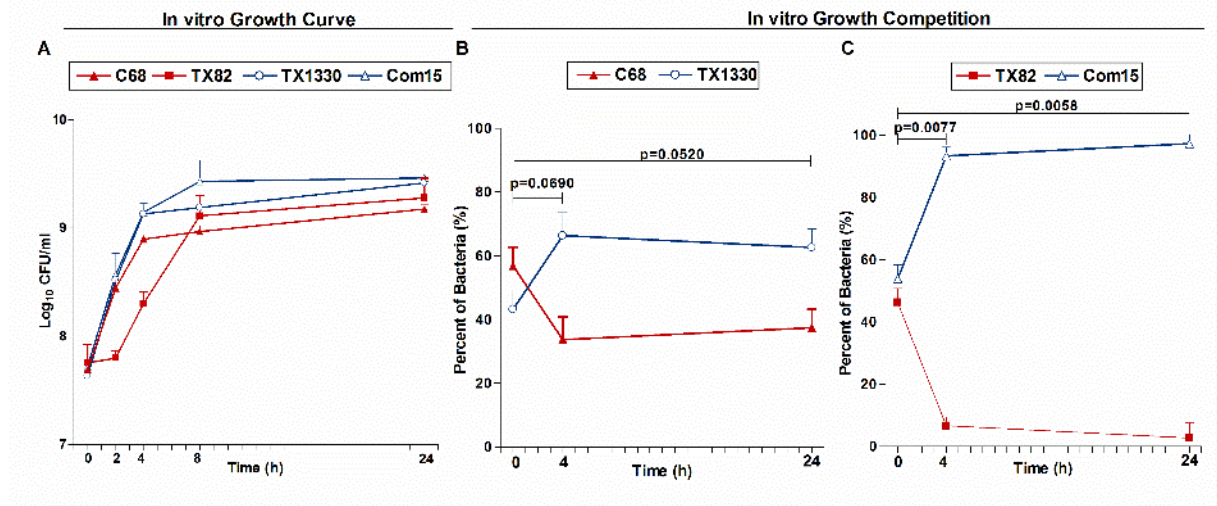 In vitro Growth Curve
In vitro Growth Competition
A
B
C
C68 TX82 TX1330 Com15
C68 TX1330
TX82 Com15
10
9
8
7
Log10 CFU/ml
0 2 4 8 24
Time (h)
100
80
60
40
20
0
Percent of Bacteria (%)
p=0.0520
p=0.0690
0 4 24
Time (h)
100
80
60
40
20
0
Percent of Bacteria (%)
p=0.0058
p=0.0077
0 4 24
Time (h)